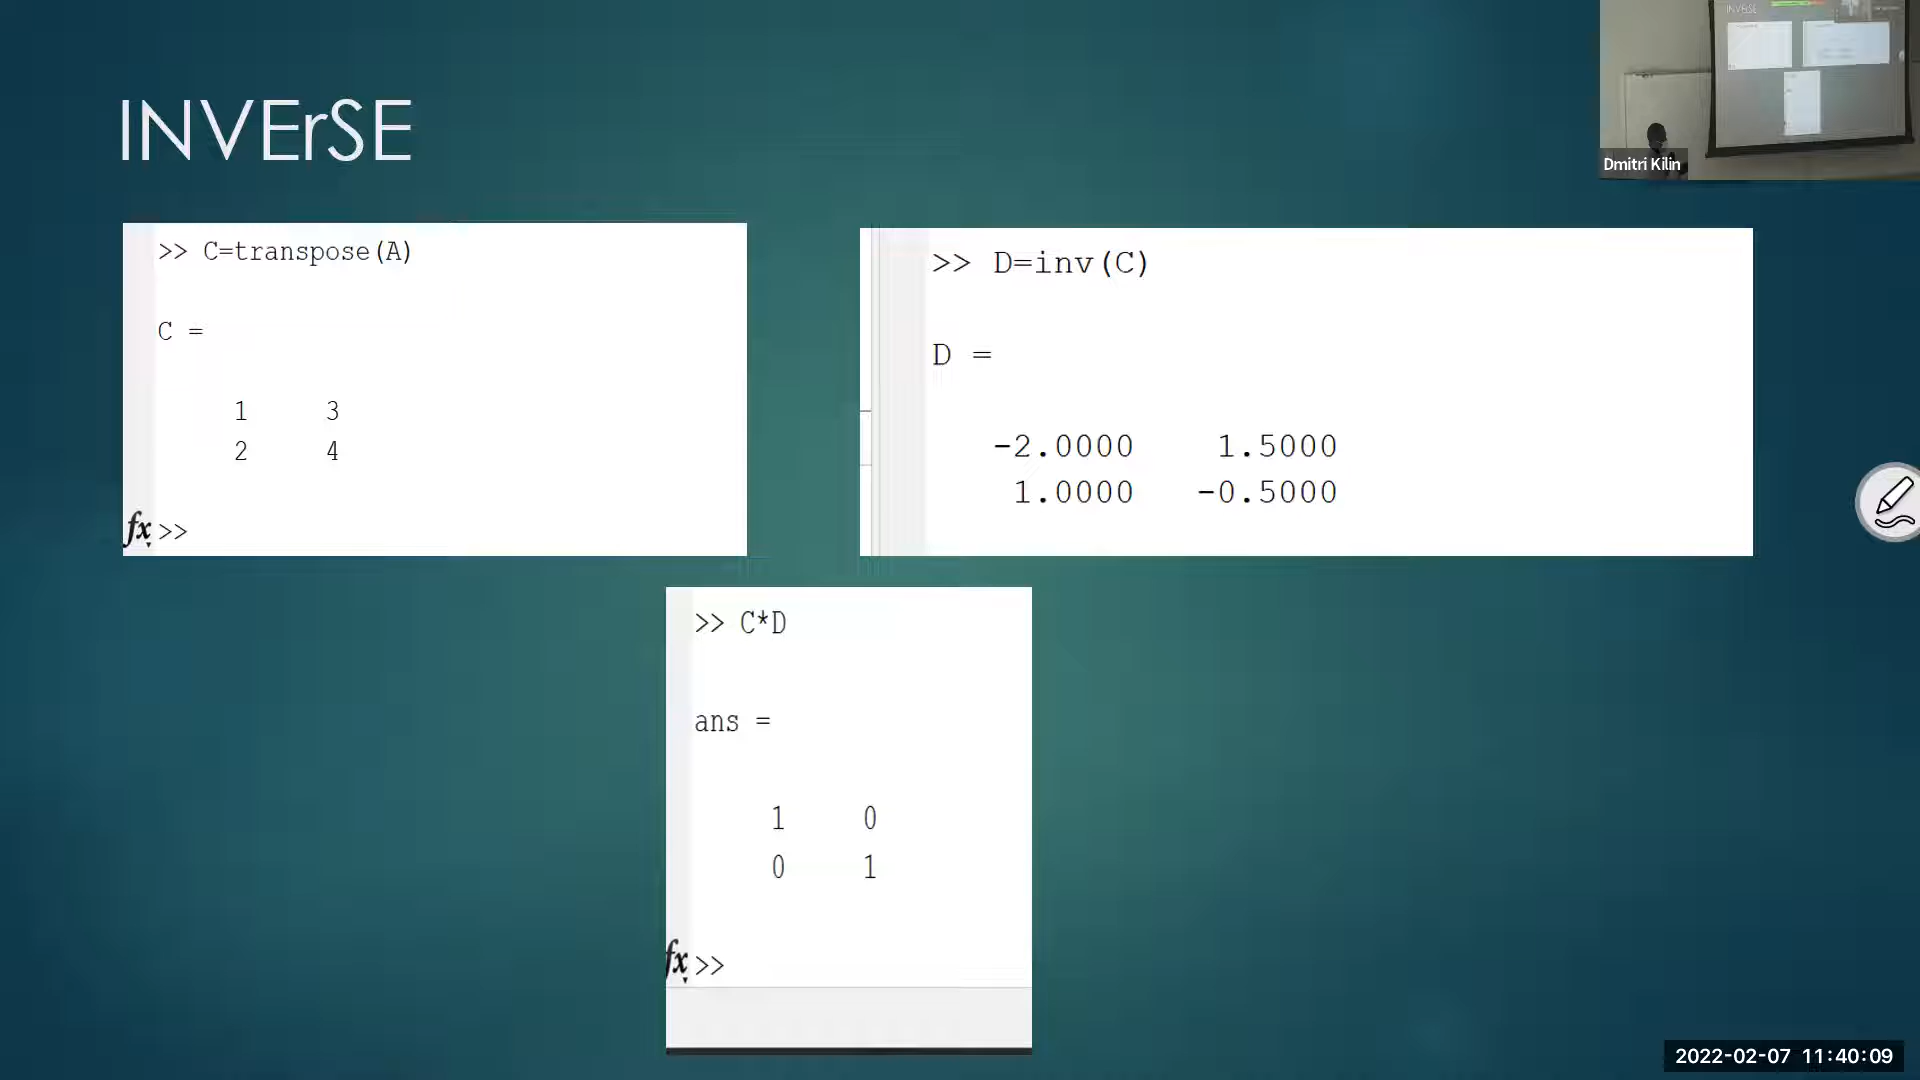 INVErSE
>> C=transpose(A)
C =
1 3
2 4
fx >>
>> D=inv(C)
D =
-2.0000 1.5000
1.0000 -0.5000
>> C*D
ans =
1 0
0 1
fx >>
INVErSE
Dmitri Kilin
2022-02-07 11:40:09